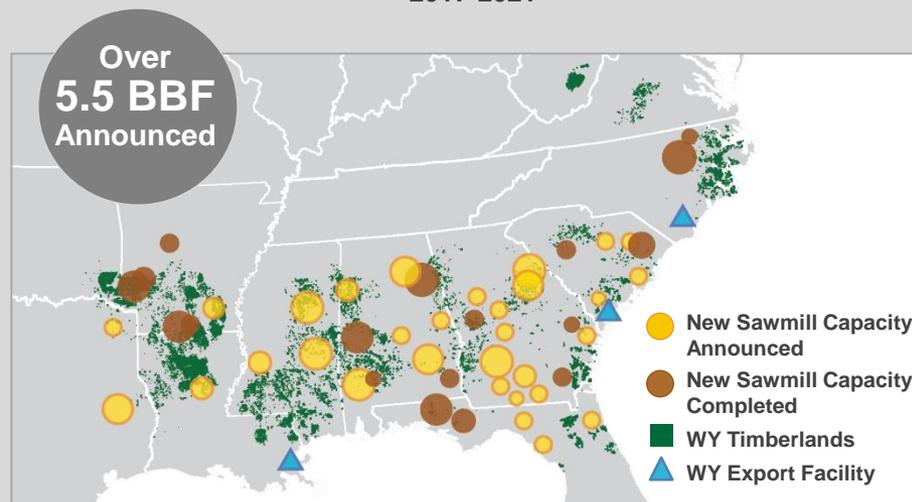 Over
5.5 BBF
Announced
New Sawmill Capacity
Announced
New Sawmill Capacity
Completed
WY Timberlands
WY Export Facility